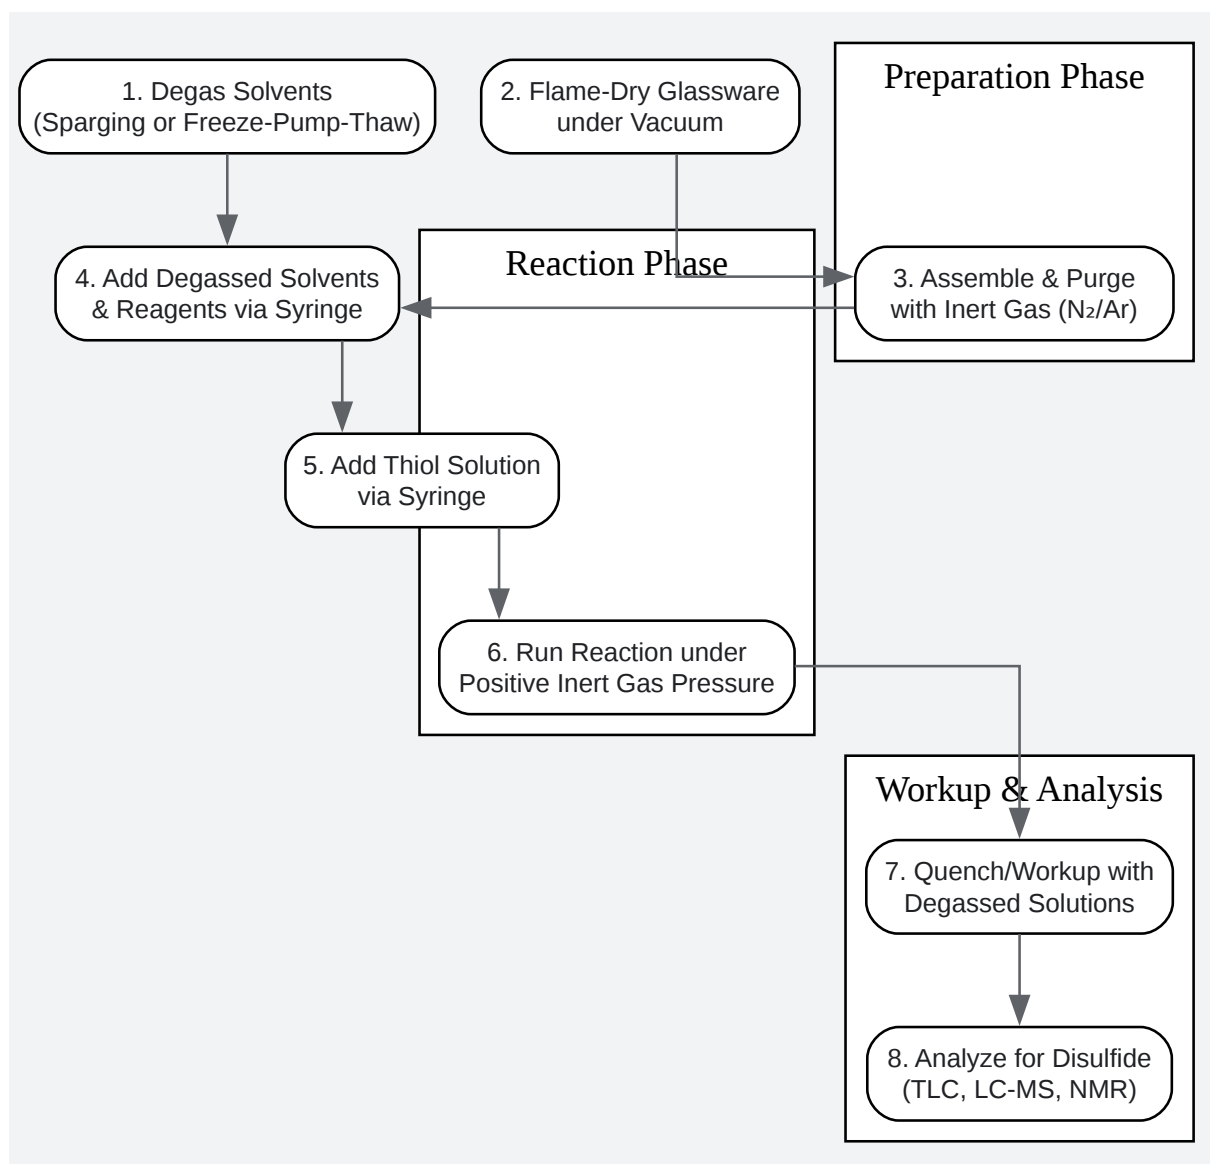 1. Degas Solvents
(Sparging or Freeze-Pump-Thaw)
2. Flame-Dry Glassware
under Vacuum
Preparation Phase
Reaction Phase
3. Assemble & Purge
with Inert Gas (N₂/Ar)
4. Add Degassed Solvents
& Reagents via Syringe
5. Add Thiol Solution
via Syringe
6. Run Reaction under
Positive Inert Gas Pressure
Workup & Analysis
7. Quench/Workup with
Degassed Solutions
8. Analyze for Disulfide
(TLC, LC-MS, NMR)